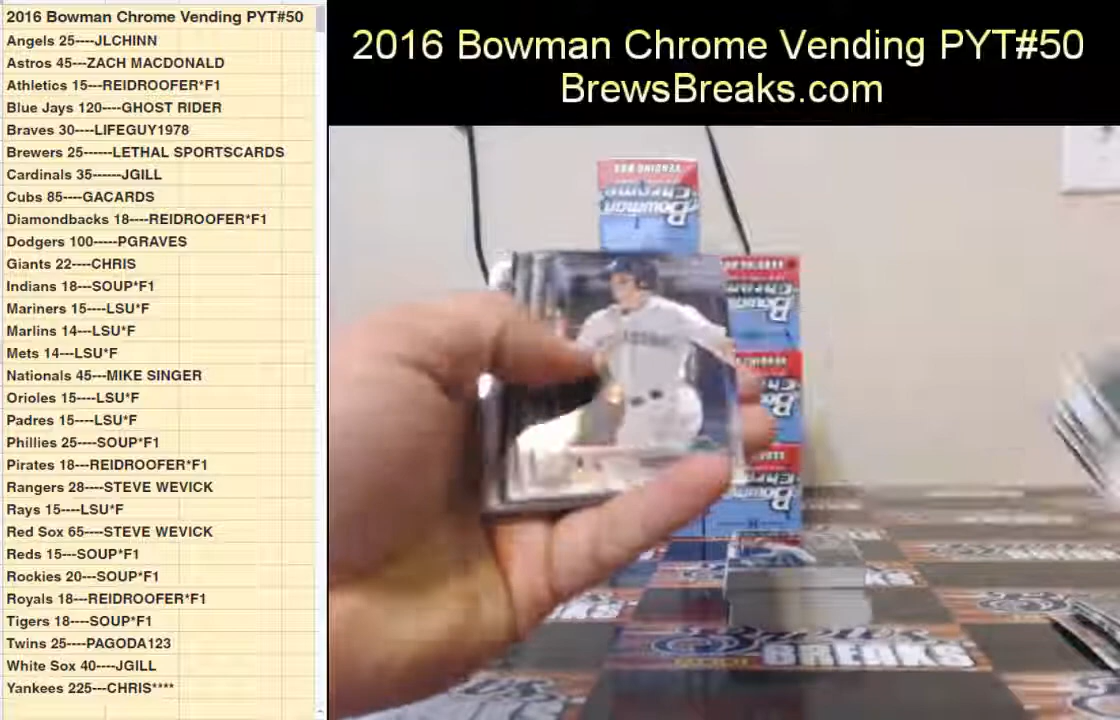 2016 Bowman Chrome Vending PYT#50
Angels 25----JLCHINN
Astros 45---ZACH MACDONALD
Athletics 15---REIDROOFER*F1
Blue Jays 120----GHOST RIDER
Braves 30----LIFEGUY1978
Brewers 25------LETHAL SPORTSCARDS
Cardinals 35------JGILL
Cubs 85----GACARDS
Diamondbacks 18----REIDROOFER*F1
Dodgers 100-----PGRAVES
Giants 22----CHRIS
Indians 18---SOUP*F1
Mariners 15----LSU*F
Marlins 14---LSU*F
Mets 14---LSU*F
Nationals 45---MIKE SINGER
Orioles 15----LSU*F
Padres 15----LSU*F
Phillies 25----SOUP*F1
Pirates 18---REIDROOFER*F1
Rangers 28----STEVE WEVICK
Rays 15----LSU*F
Red Sox 65----STEVE WEVICK
Reds 15---SOUP*F1
Rockies 20---SOUP*F1
Royals 18----REIDROOFER*F1
Tigers 18----SOUP*F1
Twins 25----PAGODA123
White Sox 40----JGILL
Yankees 225---CHRIS****
2016 Bowman Chrome Vending PYT#50
BrewsBreaks.com
VENDING BOX
Bowman
Chrome
Chrome
BREAKS